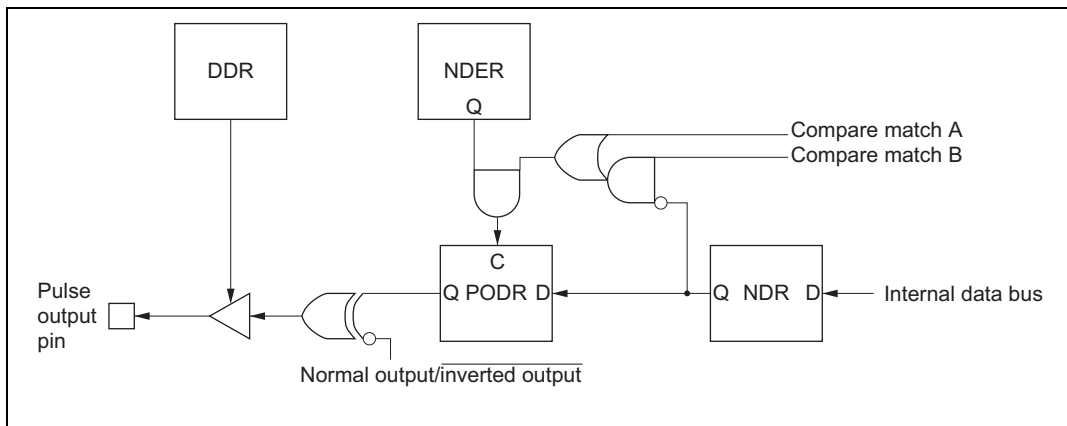 DDR
NDER
Q
Compare match A
Compare match B
C
Q PODR D
Q NDR D
Internal data bus
Pulse
output
pin
Normal output/inverted output